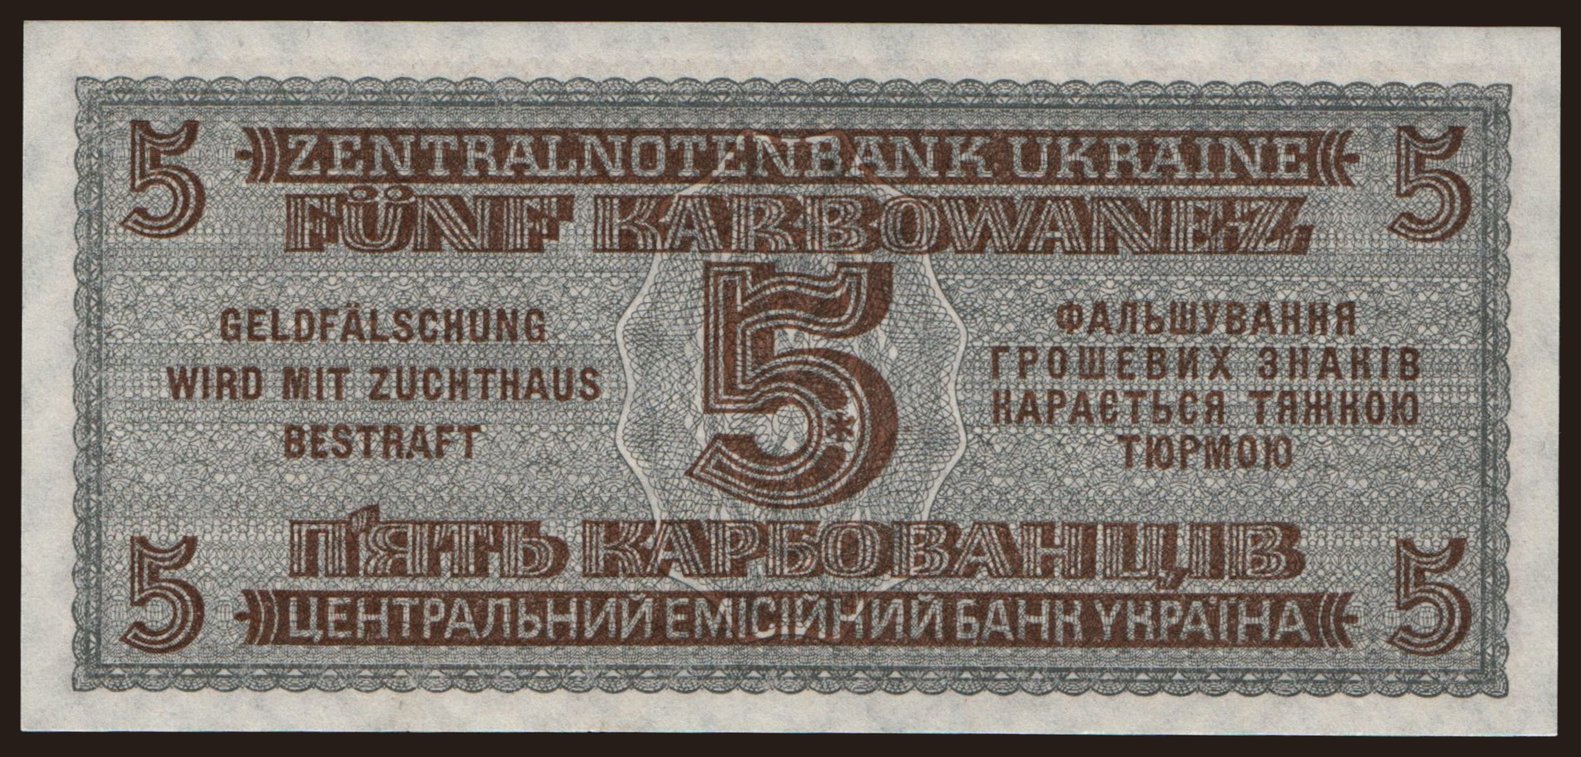 5 ZENTRALNOTENBANK UKRAINE 5
FÜNF KARBOWANEZ
GELDFÄLSCHUNG
WIRD MIT ZUCHTHAUS
BESTRAFT
5
*
ФАЛЬШУВАННЯ
ГРОШЕВИХ ЗНАКІВ
КАРАЄТЬСЯ ТЯЖКОЮ
ТЮРМОЮ
П'ЯТЬ КАРБОВАНЦІВ
5 ЦЕНТРАЛЬНИЙ ЕМІСІЙНИЙ БАНК УКРАЇНА 5